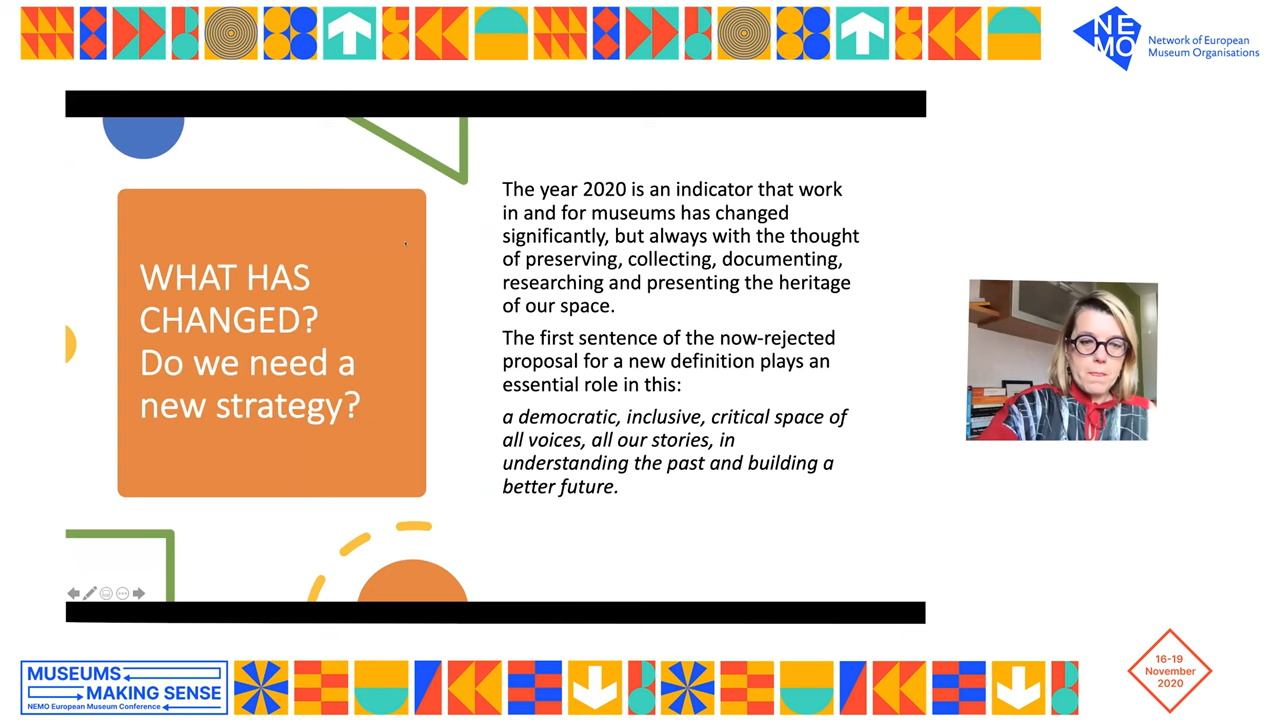 NE
MO
Network of European
Museum Organisations
WHAT HAS
CHANGED?
Do we need a
new strategy?
The year 2020 is an indicator that work
in and for museums has changed
significantly, but always with the thought
of preserving, collecting, documenting,
researching and presenting the heritage
of our space.
The first sentence of the now-rejected
proposal for a new definition plays an
essential role in this:
a democratic, inclusive, critical space of
all voices, all our stories, in
understanding the past and building a
better future.
MUSEUMS
MAKING SENSE
NEMO European Museum Conference
16-19
November
2020